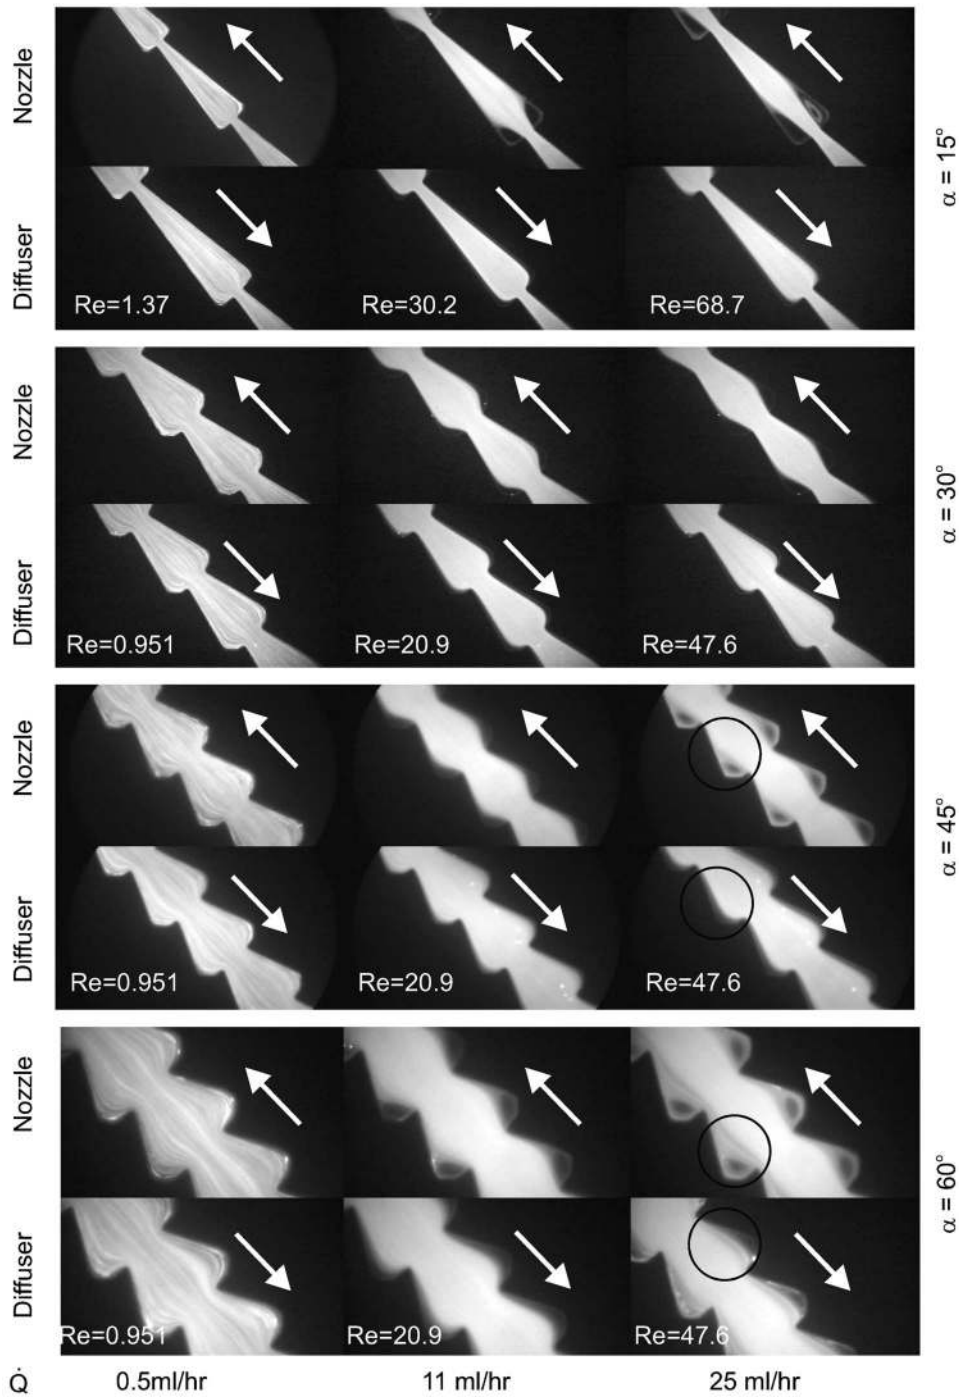 Nozzle
Diffuser
Re=1.37
Re=30.2
Re=68.7
α = 15°
Nozzle
Diffuser
Re=0.951
Re=20.9
Re=47.6
α = 30°
Nozzle
Diffuser
Re=0.951
Re=20.9
Re=47.6
α = 45°
Nozzle
Diffuser
Re=0.951
Re=20.9
Re=47.6
α = 60°
Q̇ 0.5ml/hr 11 ml/hr 25 ml/hr